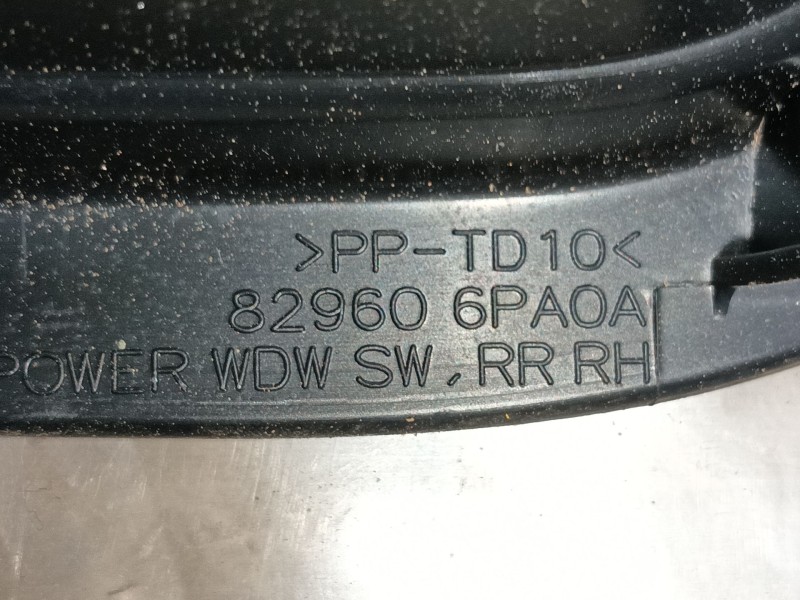 >PP-TD10<
82960 6PA0A
POWER WDW SW, RR RH